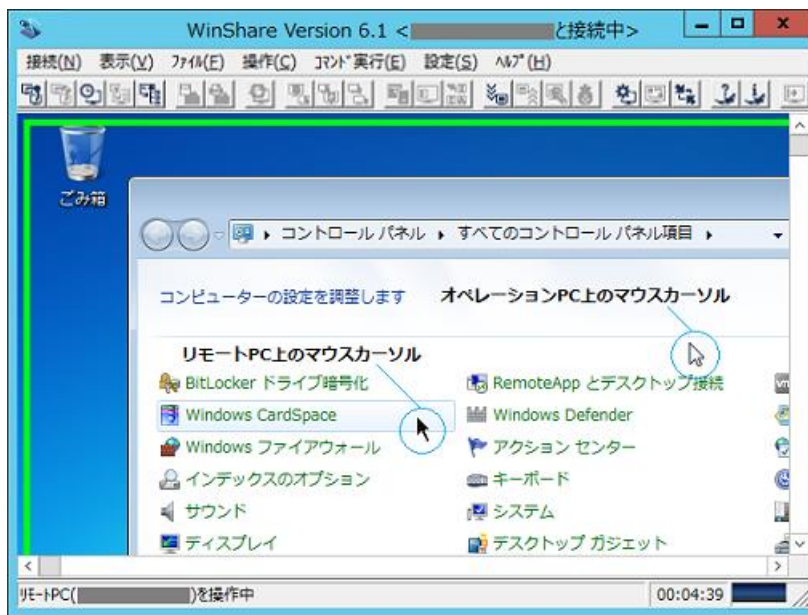 WinShare Version 6.1 < と接続中>
接続(N) 表示(V) ファイル(F) 操作(C) コマンド実行(E) 設定(S) ヘルプ(H)
ごみ箱
コントロール パネル ▸ すべてのコントロール パネル項目 ▸
コンピューターの設定を調整します
オペレーションPC上のマウスカーソル
リモートPC上のマウスカーソル
BitLocker ドライブ暗号化
RemoteApp とデスクトップ接続
Windows CardSpace
Windows Defender
Windows ファイアウォール
アクション センター
インデックスのオプション
キーボード
サウンド
システム
ディスプレイ
デスクトップ ガジェット
リモートPC( )を操作中
00:04:39